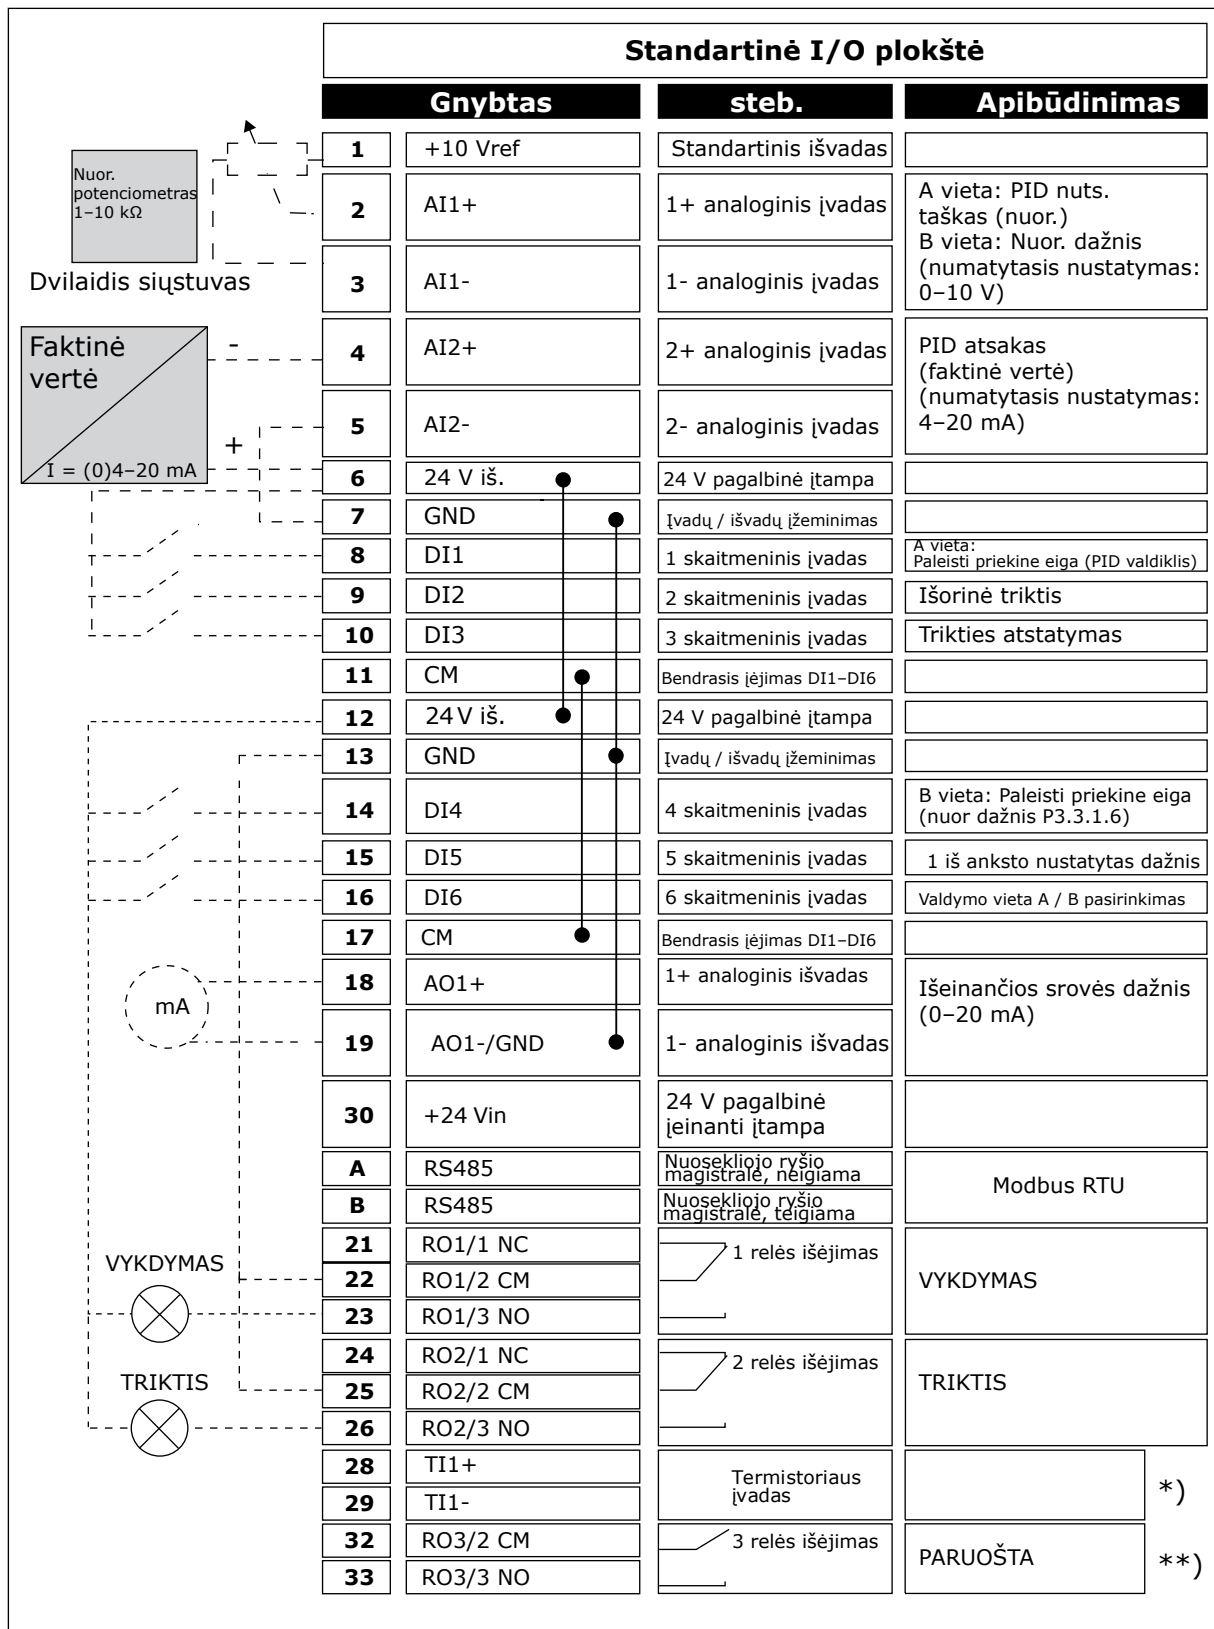 Standartinė I/O plokštė
Gnybtas steb. Apibūdinimas
Nuor.
potenciometras
1–10 kΩ
Dvilaidis siųstuvas
Faktinė
vertė
-
+
I = (0)4–20 mA
1 +10 Vref Standartinis išvadas
2 AI1+ 1+ analoginis įvadas
A vieta: PID nuts.
taškas (nuor.)
B vieta: Nuor. dažnis
(numatytasis nustatymas:
0–10 V)
3 AI1- 1- analoginis įvadas
4 AI2+ 2+ analoginis įvadas
PID atsakas
(faktinė vertė)
(numatytasis nustatymas:
4–20 mA)
5 AI2- 2- analoginis įvadas
6 24 V iš. 24 V pagalbinė įtampa
7 GND Įvadų / išvadų įžeminimas
8 DI1 1 skaitmeninis įvadas
A vieta:
Paleisti priekine eiga (PID valdiklis)
9 DI2 2 skaitmeninis įvadas Išorinė triktis
10 DI3 3 skaitmeninis įvadas Trikties atstatymas
11 CM Bendrasis įėjimas DI1–DI6
12 24 V iš. 24 V pagalbinė įtampa
13 GND Įvadų / išvadų įžeminimas
14 DI4 4 skaitmeninis įvadas
B vieta: Paleisti priekine eiga
(nuor dažnis P3.3.1.6)
15 DI5 5 skaitmeninis įvadas 1 iš anksto nustatytas dažnis
16 DI6 6 skaitmeninis įvadas Valdymo vieta A / B pasirinkimas
17 CM Bendrasis įėjimas DI1–DI6
mA
18 AO1+ 1+ analoginis išvadas
Išeinančios srovės dažnis
(0–20 mA)
19 AO1-/GND 1- analoginis išvadas
30 +24 Vin 24 V pagalbinė
įeinanti įtampa
A RS485 Nuosekliojo ryšio
magistralė, neigiama
Modbus RTU
B RS485 Nuosekliojo ryšio
magistralė, teigiama
21 RO1/1 NC 1 relės išėjimas
VYKDYMAS
22 RO1/2 CM VYKDYMAS
23 RO1/3 NO
24 RO2/1 NC 2 relės išėjimas
TRIKTIS
25 RO2/2 CM TRIKTIS
26 RO2/3 NO
28 TI1+ Termistoriaus
įvadas
*)
29 TI1-
32 RO3/2 CM 3 relės išėjimas
PARUOŠTA **)
33 RO3/3 NO